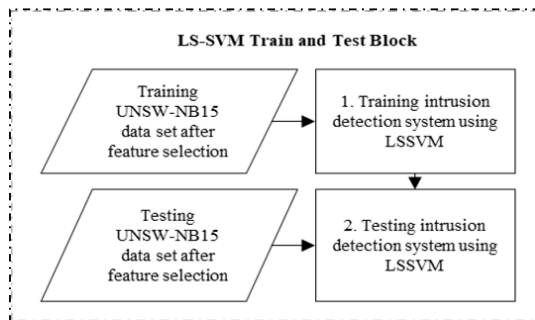 LS-SVM Train and Test Block
Training
UNSW-NB15
data set after
feature selection
1. Training intrusion
detection system using
LSSVM
Testing
UNSW-NB15
data set after
feature selection
2. Testing intrusion
detection system using
LSSVM